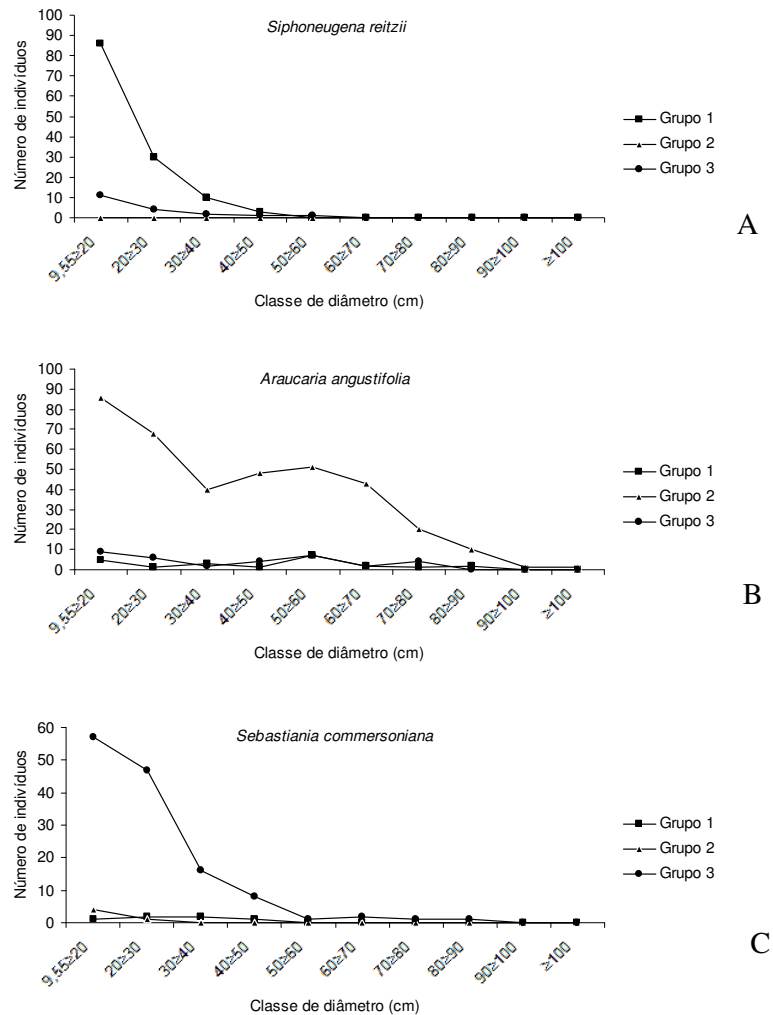 Siphoneugena reitzii
Número de indivíduos
100
90
80
70
60
50
40
30
20
10
0
9,55≥20
20≥30
30≥40
40≥50
50≥60
60≥70
70≥80
80≥90
90≥100
≥100
Classe de diâmetro (cm)
Grupo 1
Grupo 2
Grupo 3
A
Araucaria angustifolia
Número de indivíduos
100
90
80
70
60
50
40
30
20
10
0
9,55≥20
20≥30
30≥40
40≥50
50≥60
60≥70
70≥80
80≥90
90≥100
≥100
Classe de diâmetro (cm)
Grupo 1
Grupo 2
Grupo 3
B
Sebastiania commersoniana
Número de indivíduos
60
50
40
30
20
10
0
9,55≥20
20≥30
30≥40
40≥50
50≥60
60≥70
70≥80
80≥90
90≥100
≥100
Classe de diâmetro (cm)
Grupo 1
Grupo 2
Grupo 3
C